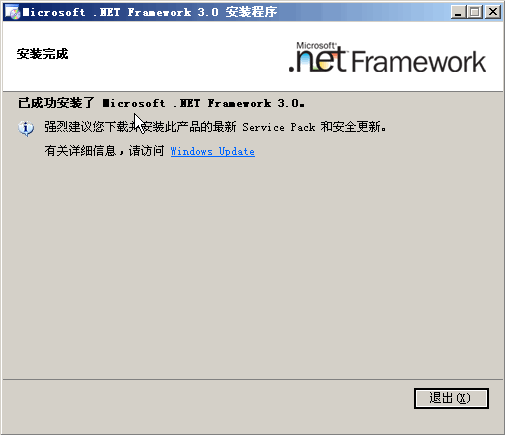 Microsoft .NET Framework 3.0 安装程序
安装完成
Microsoft
.net Framework
已成功安装了 Microsoft .NET Framework 3.0。
强烈建议您下载并安装此产品的最新 Service Pack 和安全更新。
有关详细信息，请访问 Windows Update
退出(X)